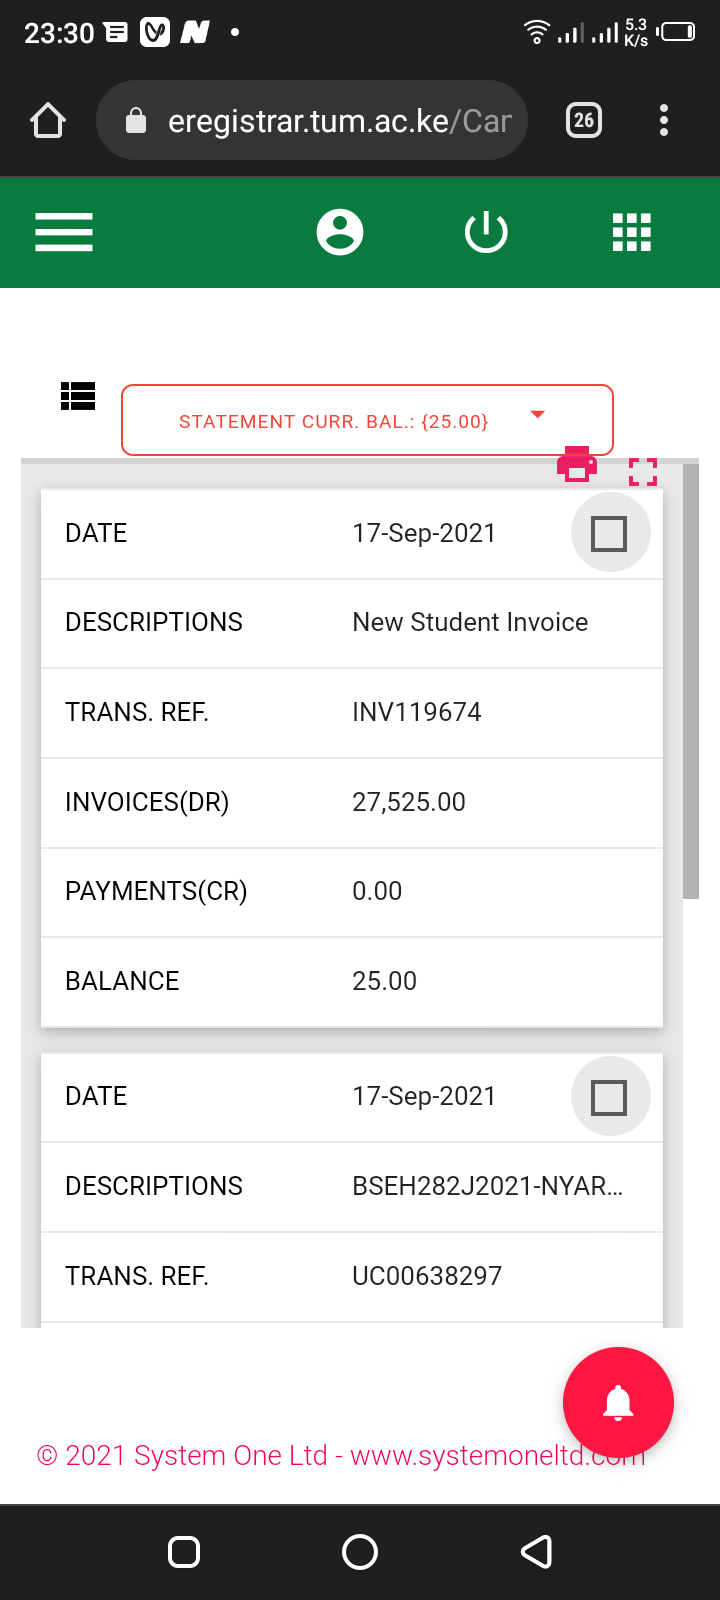 23:30
5.3
K/s
eregistrar.tum.ac.ke/Car
26
STATEMENT CURR. BAL.: {25.00}
DATE 17-Sep-2021
DESCRIPTIONS New Student Invoice
TRANS. REF. INV119674
INVOICES(DR) 27,525.00
PAYMENTS(CR) 0.00
BALANCE 25.00
DATE 17-Sep-2021
DESCRIPTIONS BSEH282J2021-NYAR...
TRANS. REF. UC00638297
© 2021 System One Ltd - www.systemoneltd.com